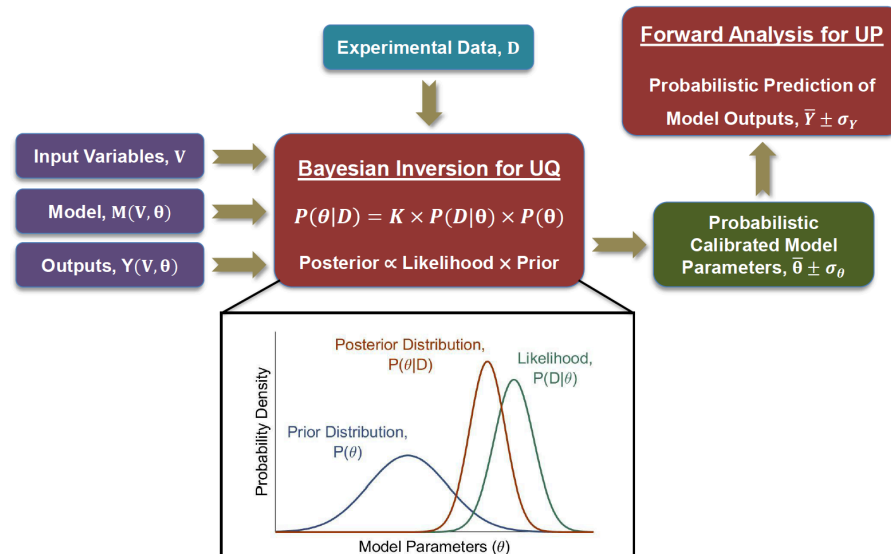 Experimental Data, D
Forward Analysis for UP
Probabilistic Prediction of
Model Outputs, Y̅ ± σ_Y
Input Variables, V
Model, M(V, θ)
Outputs, Y(V, θ)
Bayesian Inversion for UQ
P(θ|D) = K × P(D|θ) × P(θ)
Posterior ∝ Likelihood × Prior
Probabilistic
Calibrated Model
Parameters, θ̅ ± σ_θ
Posterior Distribution,
P(θ|D)
Likelihood,
P(D|θ)
Prior Distribution,
P(θ)
Probability Density
Model Parameters (θ)